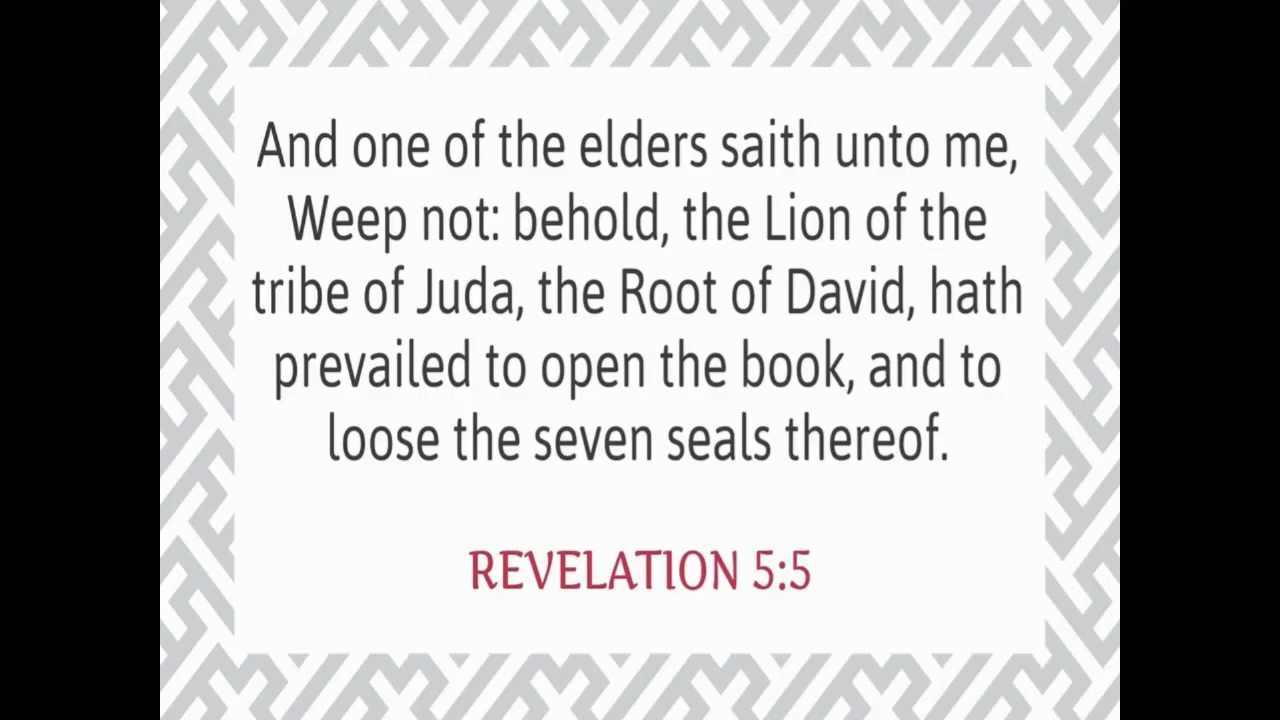 And one of the elders saith unto me,
Weep not: behold, the Lion of the
tribe of Juda, the Root of David, hath
prevailed to open the book, and to
loose the seven seals thereof.
REVELATION 5:5